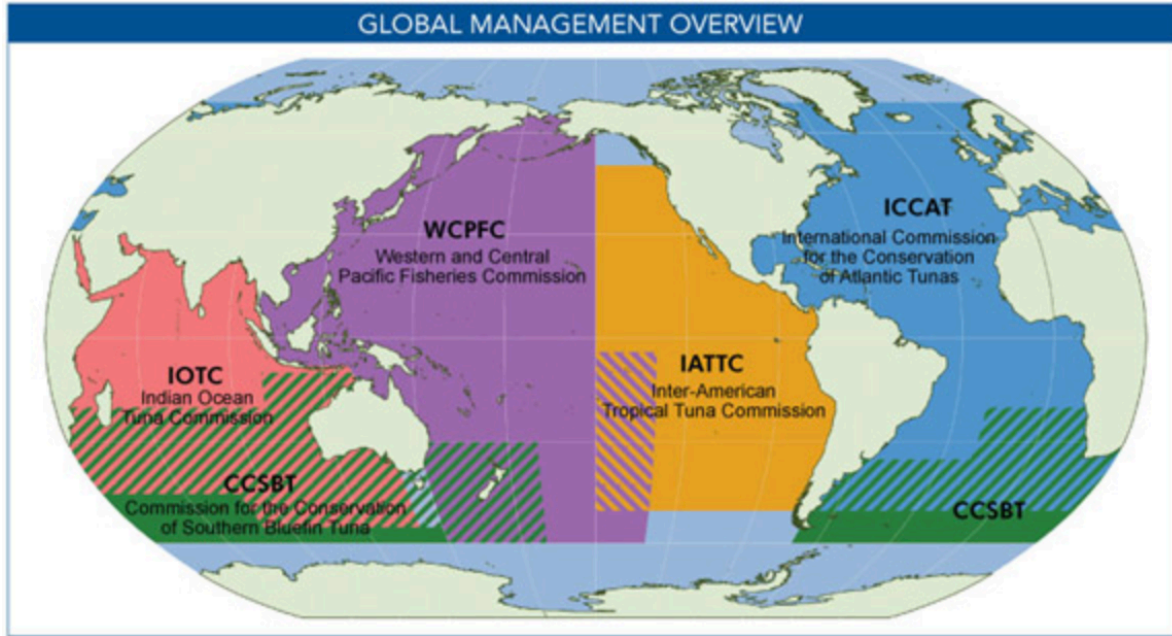 GLOBAL MANAGEMENT OVERVIEW
WCPFC
Western and Central
Pacific Fisheries Commission
ICCAT
International Commission
for the Conservation
of Atlantic Tunas
IOTC
Indian Ocean
Tuna Commission
IATTC
Inter-American
Tropical Tuna Commission
CCSBT
Commission for the Conservation
of Southern Bluefin Tuna
CCSBT